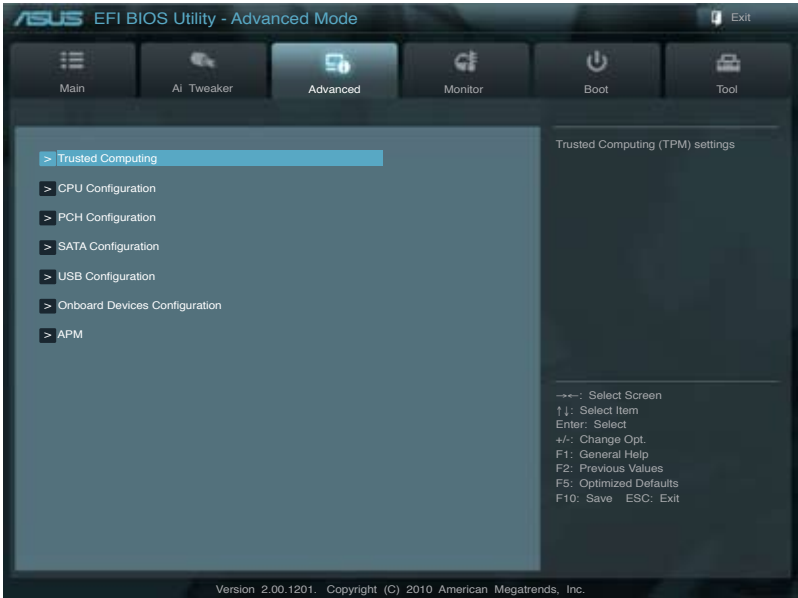 ASUS EFI BIOS Utility - Advanced Mode
Exit
Main
Ai Tweaker
Advanced
Monitor
Boot
Tool
> Trusted Computing
> CPU Configuration
> PCH Configuration
> SATA Configuration
> USB Configuration
> Onboard Devices Configuration
> APM
Trusted Computing (TPM) settings
→←: Select Screen
↑↓: Select Item
Enter: Select
+/-: Change Opt.
F1: General Help
F2: Previous Values
F5: Optimized Defaults
F10: Save ESC: Exit
Version 2.00.1201. Copyright (C) 2010 American Megatrends, Inc.